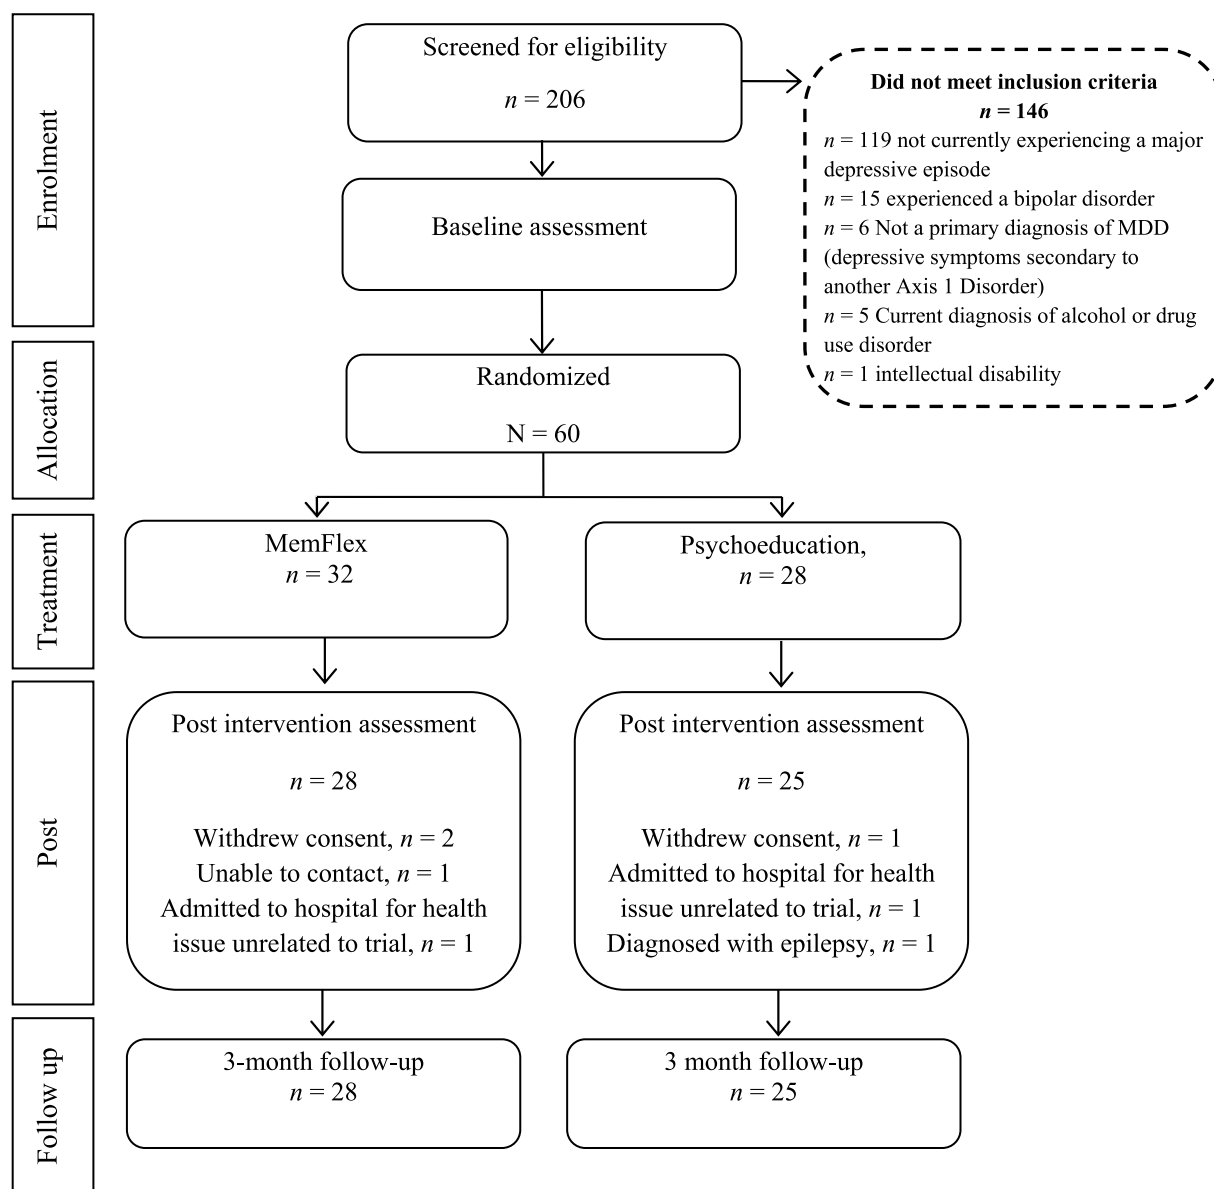 Enrolment
Screened for eligibility
n = 206
Did not meet inclusion criteria
n = 146
n = 119 not currently experiencing a major
depressive episode
n = 15 experienced a bipolar disorder
n = 6 Not a primary diagnosis of MDD
(depressive symptoms secondary to
another Axis 1 Disorder)
n = 5 Current diagnosis of alcohol or drug
use disorder
n = 1 intellectual disability
Baseline assessment
Allocation
Randomized
N = 60
Treatment
MemFlex
n = 32
Psychoeducation,
n = 28
Post
Post intervention assessment
n = 28
Withdrew consent, n = 2
Unable to contact, n = 1
Admitted to hospital for health
issue unrelated to trial, n = 1
Post intervention assessment
n = 25
Withdrew consent, n = 1
Admitted to hospital for health
issue unrelated to trial, n = 1
Diagnosed with epilepsy, n = 1
Follow up
3-month follow-up
n = 28
3 month follow-up
n = 25